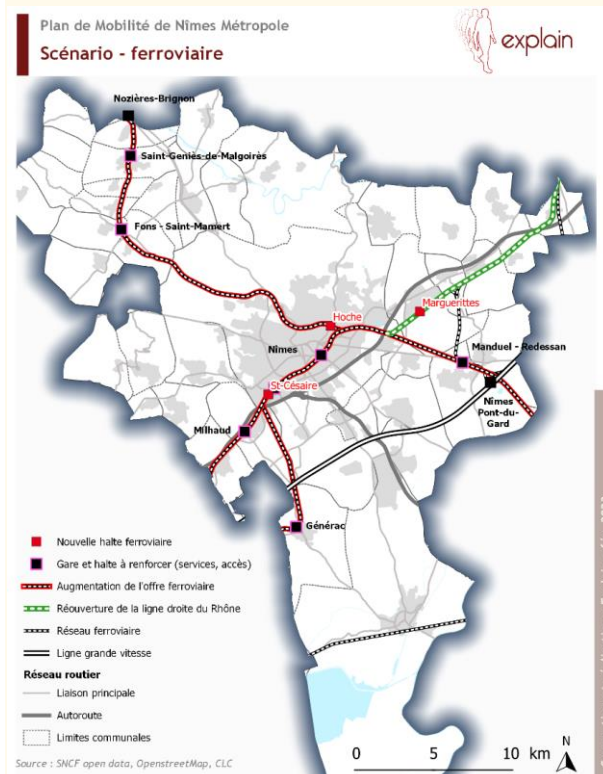 Plan de Mobilité de Nîmes Métropole
Scénario - ferroviaire
explain
Nozières-Brignon
Saint-Geniès-de-Malgoirès
Fons - Saint-Mamert
Marguerittes
Hoche
Nîmes
Manduel - Redessan
St-Césaire
Nîmes
Pont-du-
Gard
Milhaud
Générac
Nouvelle halte ferroviaire
Gare et halte à renforcer (services, accès)
Augmentation de l'offre ferroviaire
Réouverture de la ligne droite du Rhône
Réseau ferroviaire
Ligne grande vitesse
Réseau routier
Liaison principale
Autoroute
Limites communales
Source : SNCF open data, OpenstreetMap, CLC
0 5 10 km
N